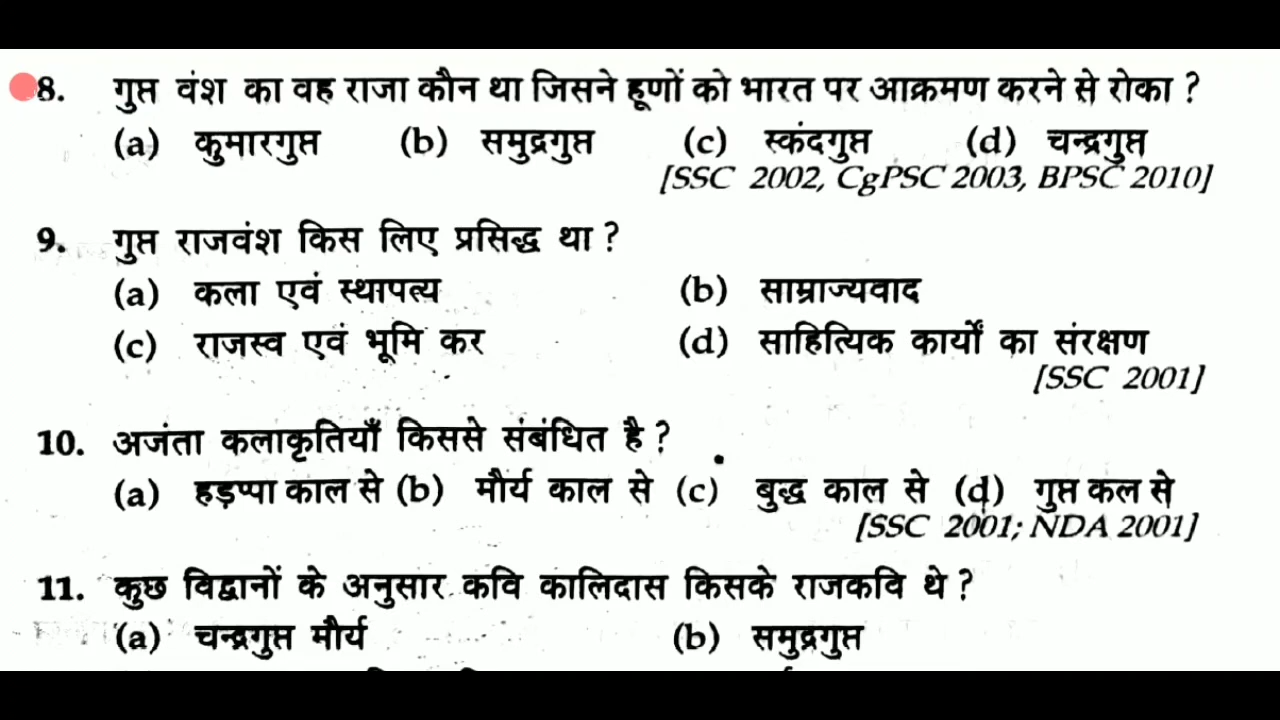 8. गुप्त वंश का वह राजा कौन था जिसने हूणों को भारत पर आक्रमण करने से रोका ?
(a) कुमारगुप्त (b) समुद्रगुप्त (c) स्कंदगुप्त (d) चन्द्रगुप्त
[SSC 2002, CgPSC 2003, BPSC 2010]
9. गुप्त राजवंश किस लिए प्रसिद्ध था ?
(a) कला एवं स्थापत्य (b) साम्राज्यवाद
(c) राजस्व एवं भूमि कर (d) साहित्यिक कार्यों का संरक्षण
[SSC 2001]
10. अजंता कलाकृतियाँ किससे संबंधित है ?
(a) हड़प्पा काल से (b) मौर्य काल से (c) बुद्ध काल से (d) गुप्त कल से
[SSC 2001; NDA 2001]
11. कुछ विद्वानों के अनुसार कवि कालिदास किसके राजकवि थे ?
(a) चन्द्रगुप्त मौर्य (b) समुद्रगुप्त